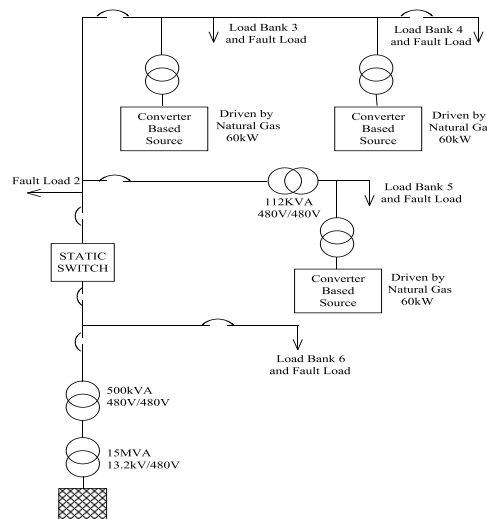 Load Bank 3
and Fault Load
Load Bank 4
and Fault Load
Converter
Based
Source
Driven by
Natural Gas
60kW
Converter
Based
Source
Driven by
Natural Ga
60kW
Fault Load 2
112KVA
480V/480V
Load Bank 5
and Fault Load
STATIC
SWITCH
Converter
Based
Source
Driven by
Natural Gas
60kW
Load Bank 6
and Fault Load
500kVA
480V/480V
15MVA
13.2kV/480V